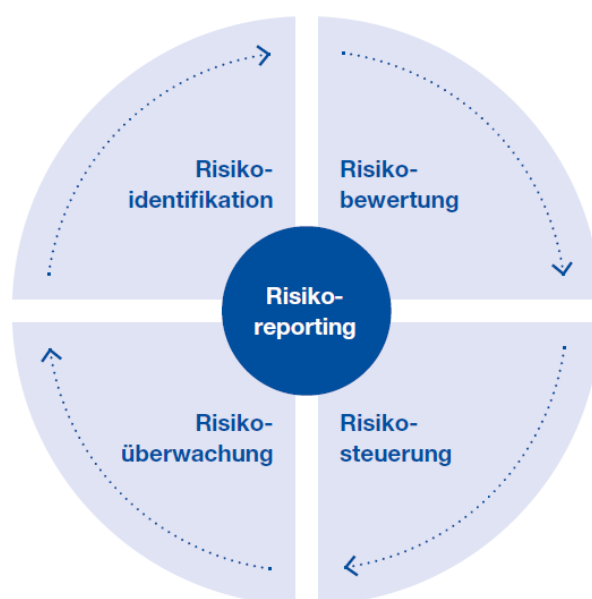 Risiko-
identifikation
Risiko-
bewertung
Risiko-
reporting
Risiko-
überwachung
Risiko-
steuerung